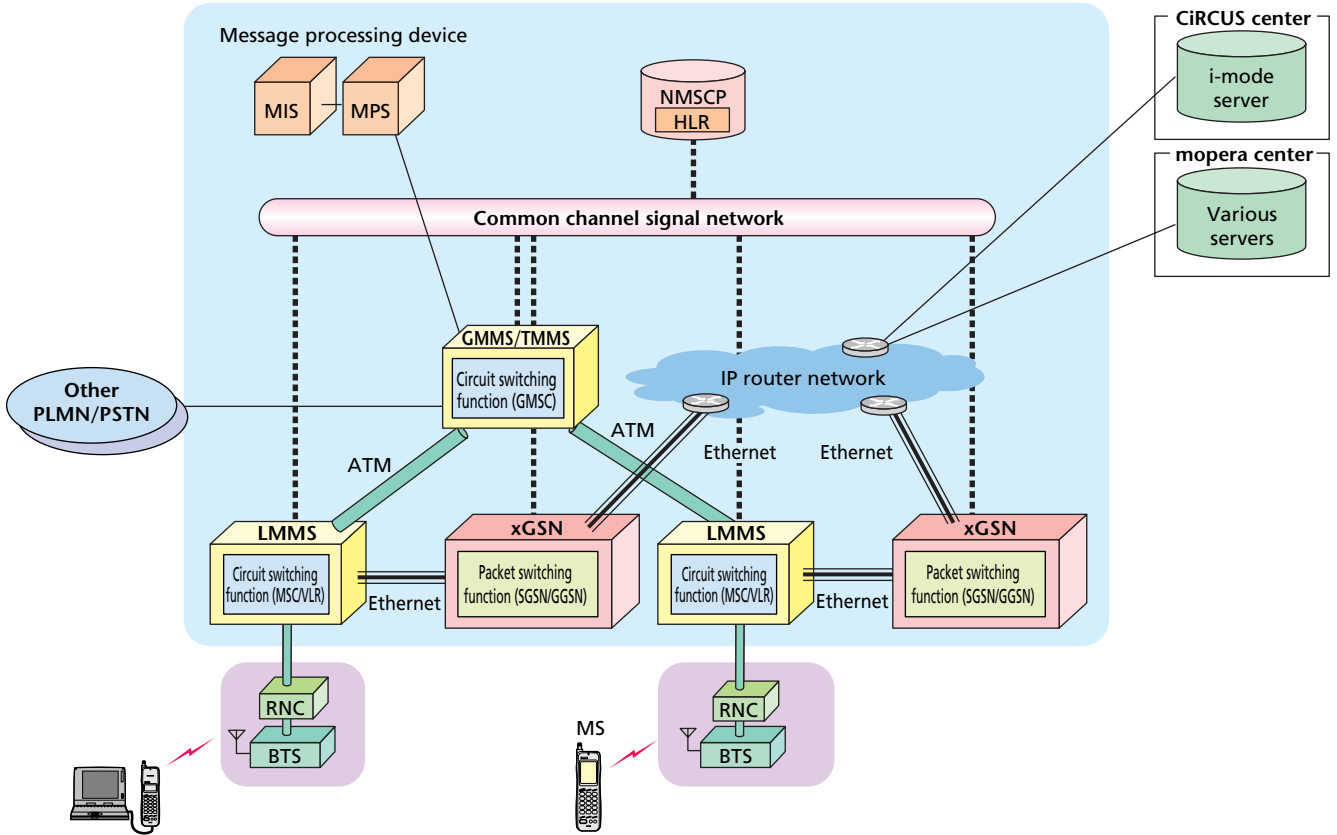 Message processing device
MIS
MPS
NMSCP
HLR
CiRCUS center
i-mode
server
mopera center
Various
servers
Common channel signal network
GMMS/TMMS
Circuit switching
function (GMSC)
IP router network
Other
PLMN/PSTN
ATM
ATM
Ethernet
Ethernet
LMMS
Circuit switching
function (MSC/VLR)
Ethernet
xGSN
Packet switching
function (SGSN/GGSN)
LMMS
Circuit switching
function (MSC/VLR)
Ethernet
xGSN
Packet switching
function (SGSN/GGSN)
RNC
BTS
MS
RNC
BTS